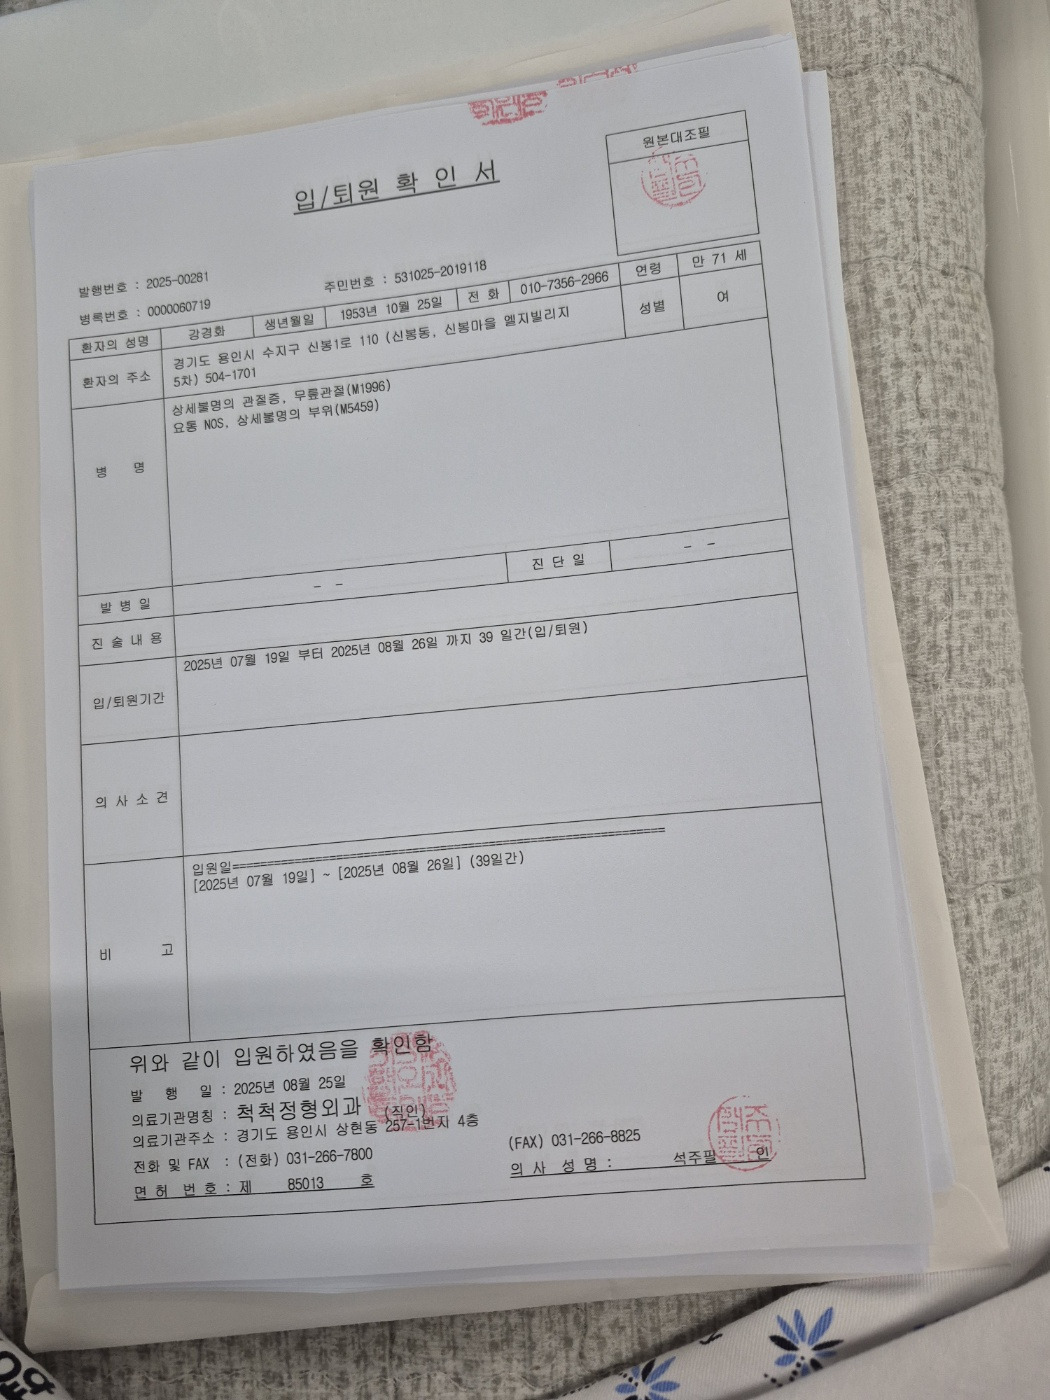 입/퇴원 확 인 서
원본대조필
발행번호 : 2025-00281
주민번호 : 531025-2019118
병록번호 : 0000060719
환자의 성명 강경화 생년월일 1953년 10월 25일 전 화 010-7356-2966 연령 만 71 세
환자의 주소 경기도 용인시 수지구 신봉1로 110 (신봉동, 신봉마을 엘지빌리지 성별 여
5차) 504-1701
병 명 상세불명의 관절증, 무릎관절(M1996)
요통 NOS, 상세불명의 부위(M5459)
발 병 일 - - 진 단 일 - -
진 술 내 용
입/퇴원기간 2025년 07월 19일 부터 2025년 08월 26일 까지 39 일간(입/퇴원)
의 사 소 견
비 고 입원일==================================================
[2025년 07월 19일] ~ [2025년 08월 26일] (39일간)
위와 같이 입원하였음을 확인함
발 행 일 : 2025년 08월 25일
의료기관명칭 : 척척정형외과 (직인)
의료기관주소 : 경기도 용인시 상현동 257-1번지 4층
전화 및 FAX : (전화) 031-266-7800 (FAX) 031-266-8825
면 허 번 호 : 제 85013 호 의 사 성 명 : 석주필 인